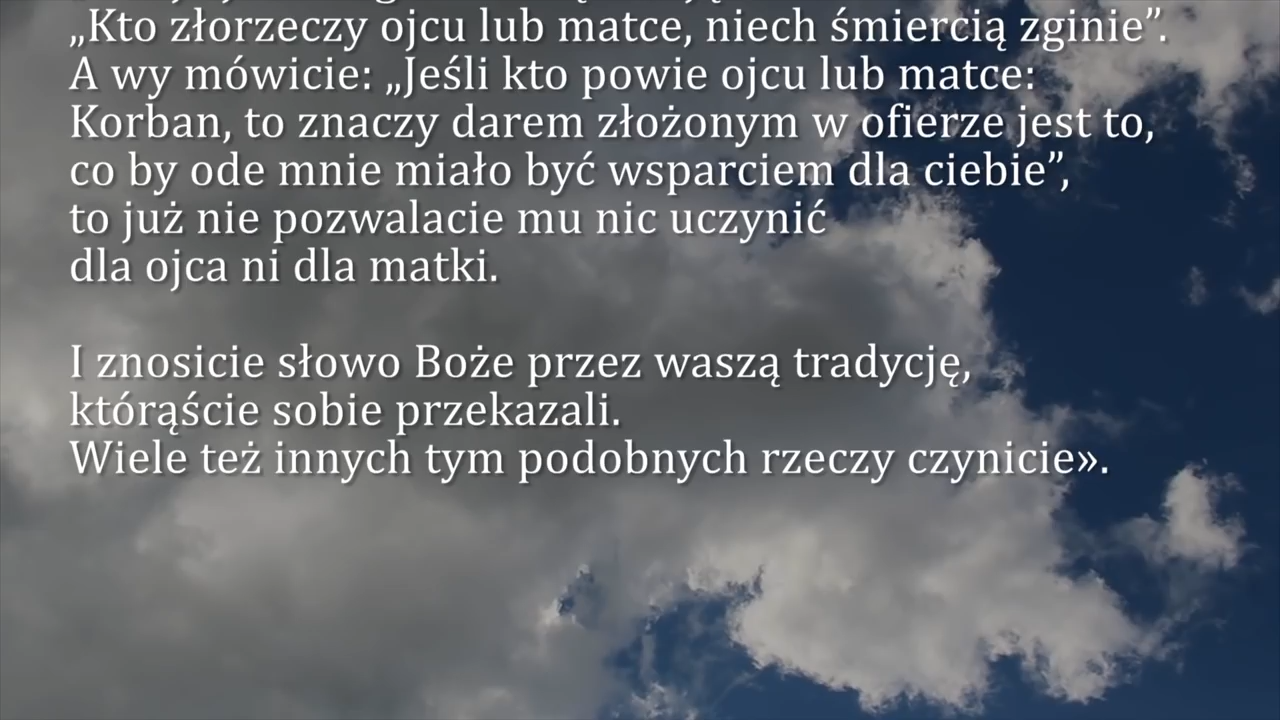 „Kto złorzeczy ojcu lub matce, niech śmiercią zginie”.
A wy mówicie: „Jeśli kto powie ojcu lub matce:
Korban, to znaczy darem złożonym w ofierze jest to,
co by ode mnie miało być wsparciem dla ciebie”,
to już nie pozwalacie mu nic uczynić
dla ojca ni dla matki.
I znosicie słowo Boże przez waszą tradycję,
którąście sobie przekazali.
Wiele też innych tym podobnych rzeczy czynicie».